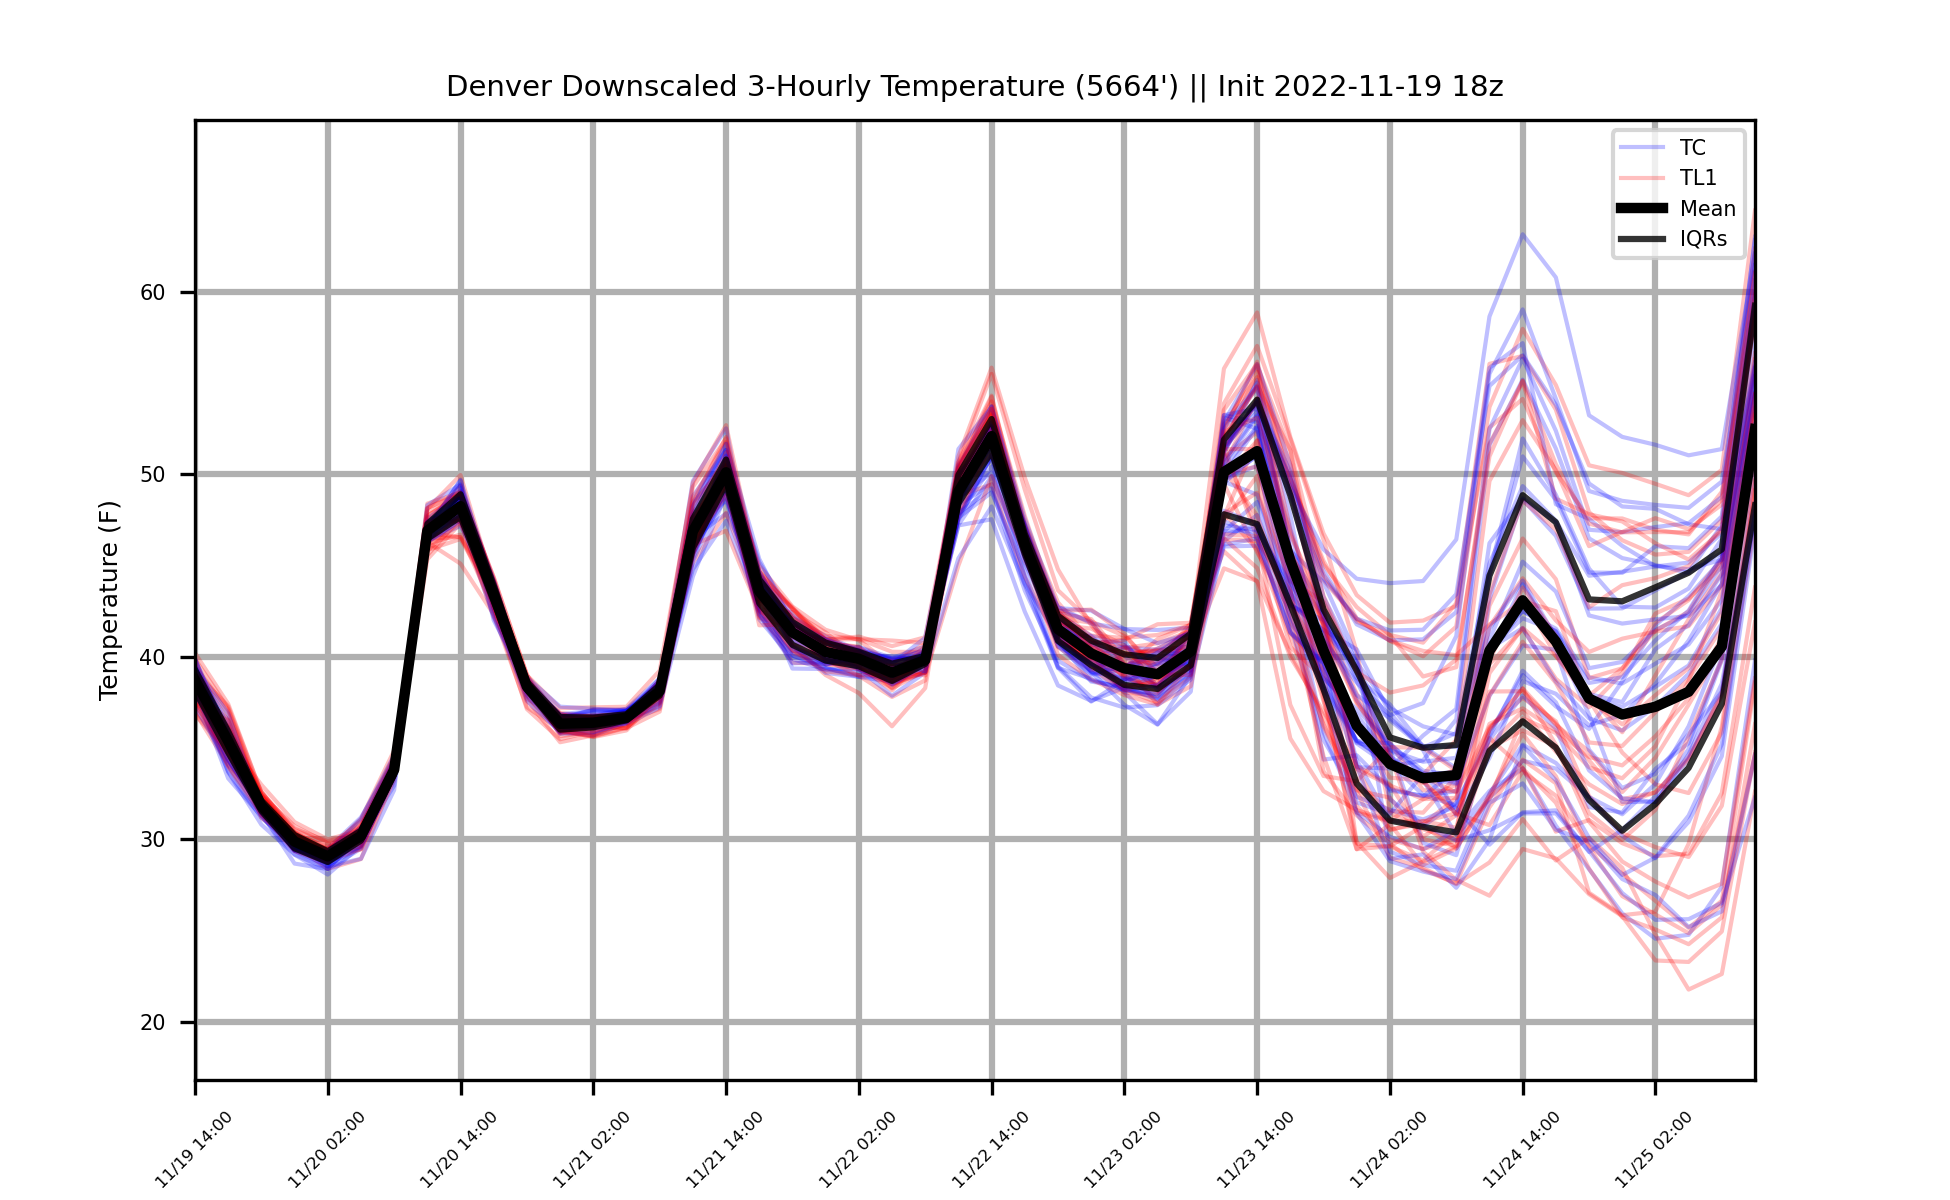 Denver Downscaled 3-Hourly Temperature (5664') || Init 2022-11-19 18z
TC
TL1
Mean
IQRs
Temperature (F)
60
50
40
30
20
11/19 14:00
11/20 02:00
11/20 14:00
11/21 02:00
11/21 14:00
11/22 02:00
11/22 14:00
11/23 02:00
11/23 14:00
11/24 02:00
11/24 14:00
11/25 02:00